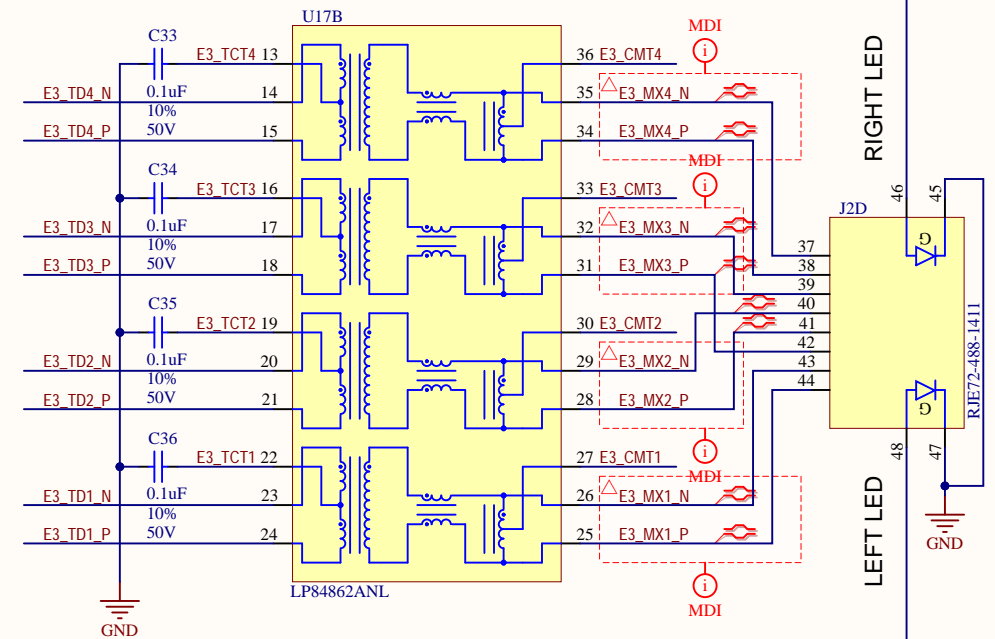 U17B
MDI
C33
E3_TCT4 13
36 E3_CMT4
0.1uF
10%
50V
E3_TD4_N
14
35
E3_MX4_N
E3_TD4_P
15
34
E3_MX4_P
RIGHT LED
MDI
C34
E3_TCT3 16
33 E3_CMT3
46
45
0.1uF
10%
50V
E3_TD3_N
17
32
E3_MX3_N
J2D
E3_TD3_P
18
31
E3_MX3_P
37
38
39
40
41
42
43
44
G
G
RJE72-488-1411
C35
E3_TCT2 19
30 E3_CMT2
0.1uF
10%
50V
E3_TD2_N
20
29
E3_MX2_N
E3_TD2_P
21
28
E3_MX2_P
48
47
C36
E3_TCT1 22
27 E3_CMT1
MDI
0.1uF
10%
50V
E3_TD1_N
23
26
E3_MX1_N
E3_TD1_P
24
25
E3_MX1_P
LEFT LED
GND
LP84862ANL
MDI
GND